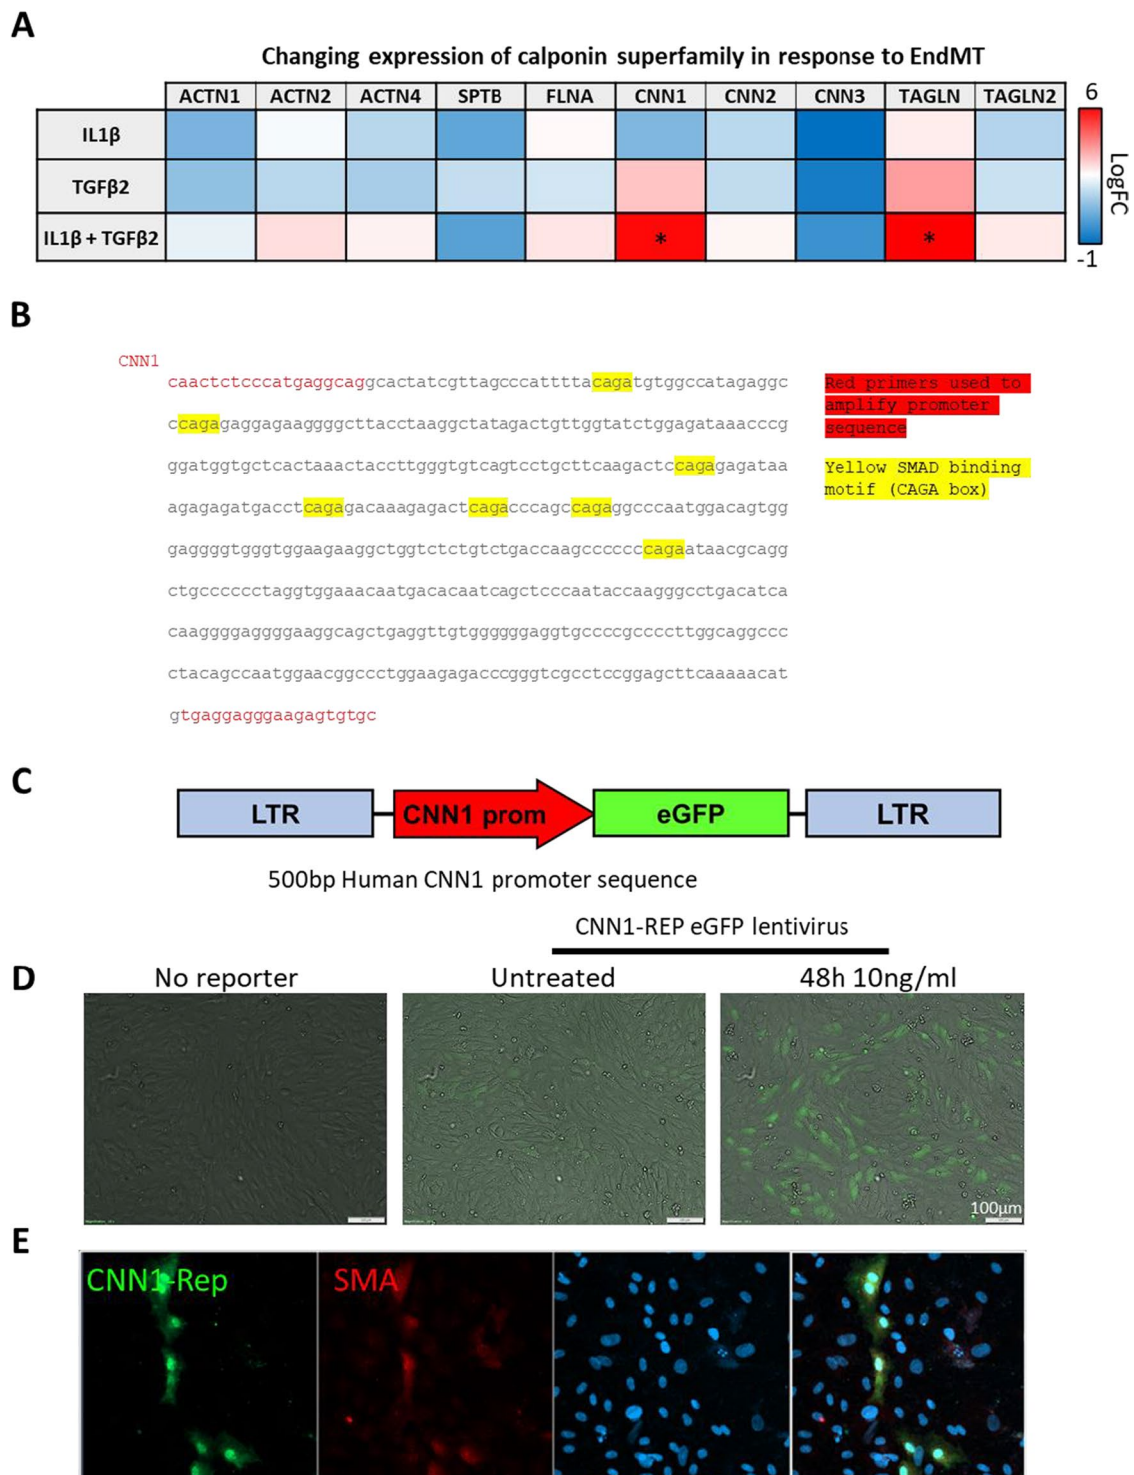 A
Changing expression of calponin superfamily in response to EndMT
ACTN1 ACTN2 ACTN4 SPTB FLNA CNN1 CNN2 CNN3 TAGLN TAGLN2
IL1β
TGFβ2
IL1β + TGFβ2 * *
6
LogFC
-1
B
CNN1
caactctcccatgaggcaggcactatcgttagcccattttacagatgtggccatagaggc
ccagagaggagaaggggcttacctaaggctatagactgttggtatctggagataaacccg
ggatggtgctcactaaactaccttgggtgtcagtcctgcttcaagactccagagagataa
agagagatgacctcagagacaaagagactcagacccagccagaggcccaatggacagtgg
gaggggtgggtggaagaaggctggtctctgtctgaccaagcccccccagaataacgcagg
ctgccccccctaggtggaaacaatgacacaatcagctcccaataccaagggcctgacatca
caaggggaggggaaggcagctgaggttgtggggggaggtgccccgccccttggcaggccc
ctacagccaatggaacggccctggaagagacccgggtcgcctccggagcttcaaaaacat
gtgaggagggaagagtgtgc
Red primers used to
amplify promoter
sequence
Yellow SMAD binding
motif (CAGA box)
C
LTR CNN1 prom eGFP LTR
500bp Human CNN1 promoter sequence
CNN1-REP eGFP lentivirus
D
No reporter Untreated 48h 10ng/ml
100μm
E
CNN1-Rep SMA